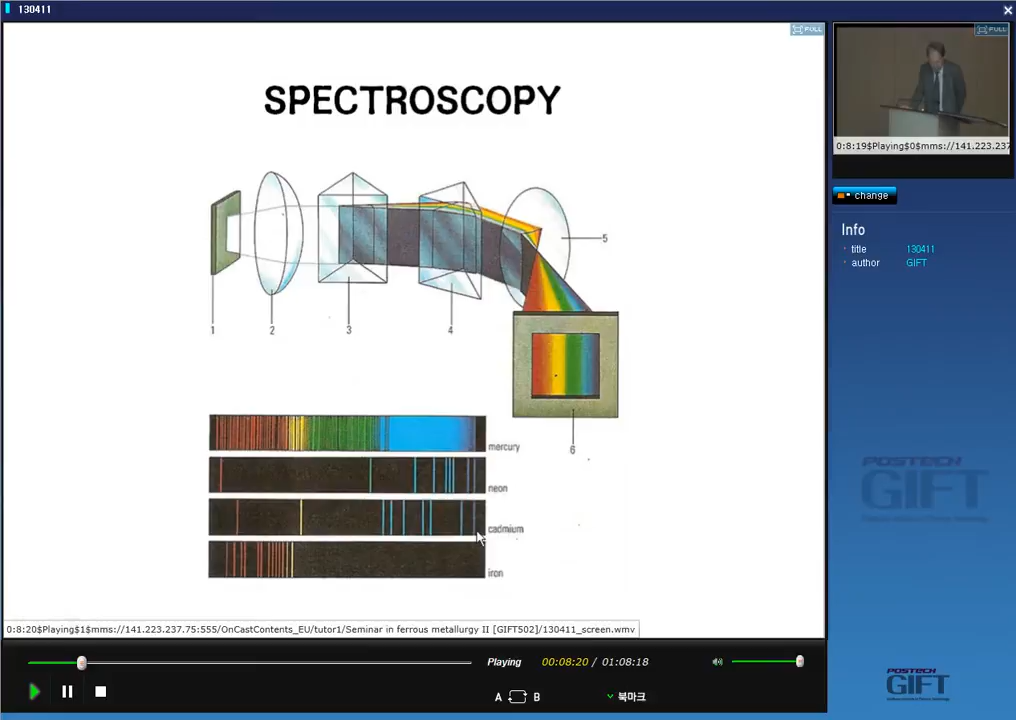 130411
FULL
SPECTROSCOPY
1
2
3
4
5
6
mercury
neon
cadmium
iron
0:8:20$Playing$1$mms://141.223.237.75:555/OnCastContents_EU/tutor1/Seminar in ferrous metallurgy II [GIFT502]/130411_screen.wmv
Playing 00:08:20 / 01:08:18
A B 북마크
FULL
0:8:19$Playing$0$mms://141.223.237
change
Info
title 130411
author GIFT
POSTECH
GIFT
POSTECH
GIFT